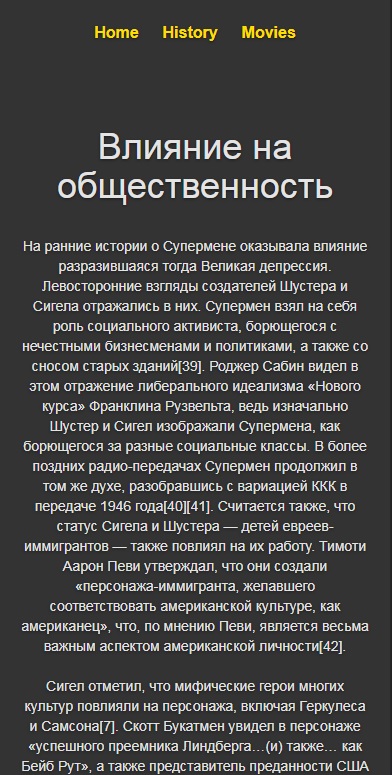 Home History Movies
Влияние на
общественность
На ранние истории о Супермене оказывала влияние
разразившаяся тогда Великая депрессия.
Левосторонние взгляды создателей Шустера и
Сигела отражались в них. Супермен взял на себя
роль социального активиста, борющегося с
нечестными бизнесменами и политиками, а также со
сносом старых зданий[39]. Роджер Сабин видел в
этом отражение либерального идеализма «Нового
курса» Франклина Рузвельта, ведь изначально
Шустер и Сигел изображали Супермена, как
борющегося за разные социальные классы. В более
поздних радио-передачах Супермен продолжил в
том же духе, разобравшись с вариацией ККК в
передаче 1946 года[40][41]. Считается также, что
статус Сигела и Шустера — детей евреев-
иммигрантов — также повлиял на их работу. Тимоти
Аарон Певи утверждал, что они создали
«персонажа-иммигранта, желавшего
соответствовать американской культуре, как
американец», что, по мнению Певи, является весьма
важным аспектом американской личности[42].
Сигел отметил, что мифические герои многих
культур повлияли на персонажа, включая Геркулеса
и Самсона[7]. Скотт Букатмен увидел в персонаже
«успешного преемника Линдберга…(и) также… как
Бейб Рут», а также представитель преданности США